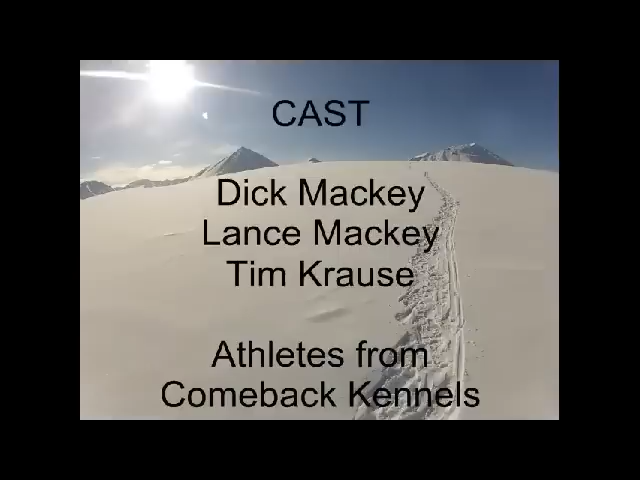 CAST
Dick Mackey
Lance Mackey
Tim Krause
Athletes from
Comeback Kennels